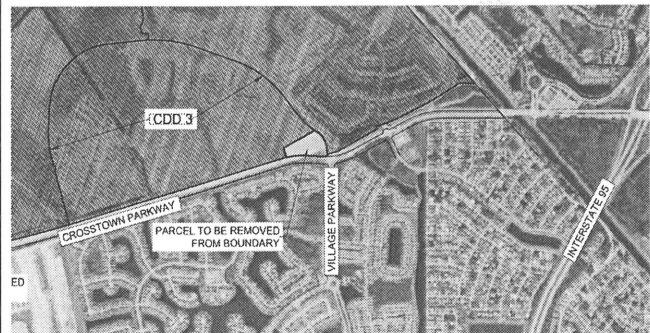 CDD 3
CROSSTOWN PARKWAY
PARCEL TO BE REMOVED
FROM BOUNDARY
VILLAGE PARKWAY
INTERSTATE 95
ED